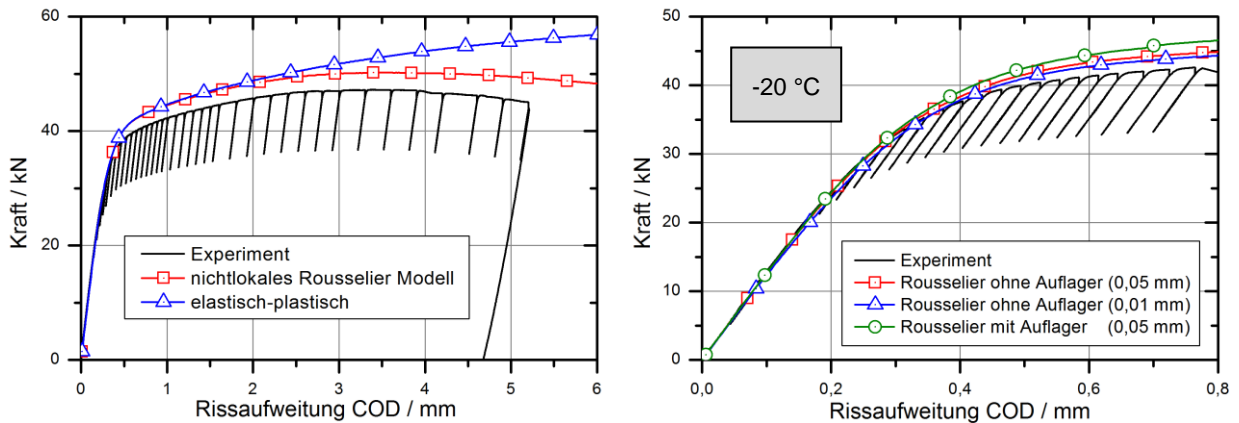 60
40
20
0
Kraft / kN
0
1
2
3
4
5
6
Rissaufweitung COD / mm
Experiment
nichtlokales Rousselier Modell
elastisch-plastisch
50
40
30
20
10
0
Kraft / kN
0,0
0,2
0,4
0,6
0,8
Rissaufweitung COD / mm
-20 °C
Experiment
Rousselier ohne Auflager (0,05 mm)
Rousselier ohne Auflager (0,01 mm)
Rousselier mit Auflager (0,05 mm)